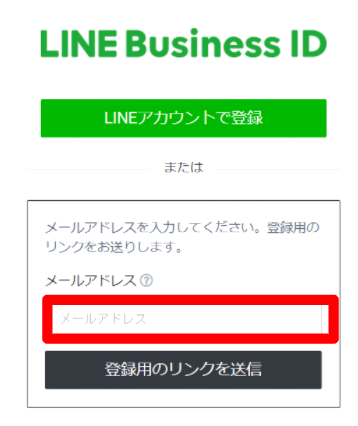 LINE Business ID
LINEアカウントで登録
または
メールアドレスを入力してください。登録用の
リンクをお送りします。
メールアドレス ?
メールアドレス
登録用のリンクを送信